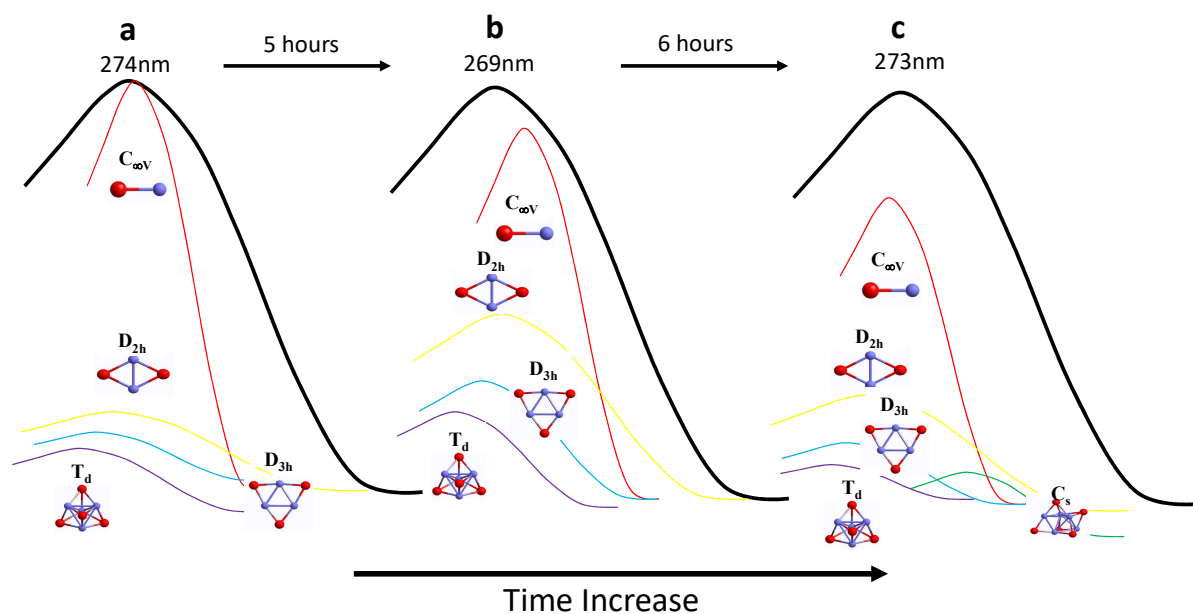 a
5 hours
b
6 hours
c
274nm
269nm
273nm
C∞V
D2h
D3h
Td
C∞V
D2h
D3h
Td
C∞V
D2h
D3h
Td
Cs
Time Increase